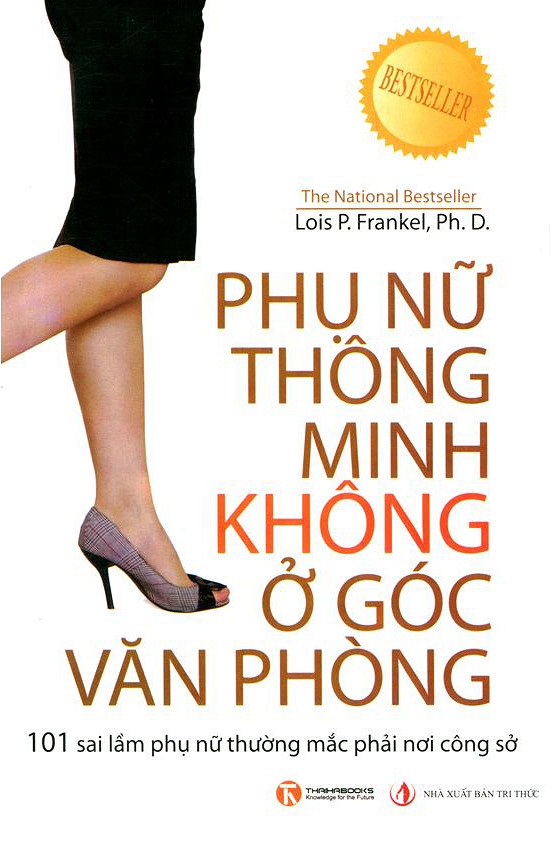 BESTSELLER
The National Bestseller
Lois P. Frankel, Ph. D.
PHỤ NỮ
THÔNG
MINH
KHÔNG
Ở GÓC
VĂN PHÒNG
101 sai lầm phụ nữ thường mắc phải nơi công sở
THAIHABOOKS
Knowledge for the Future
NHÀ XUẤT BẢN TRI THỨC